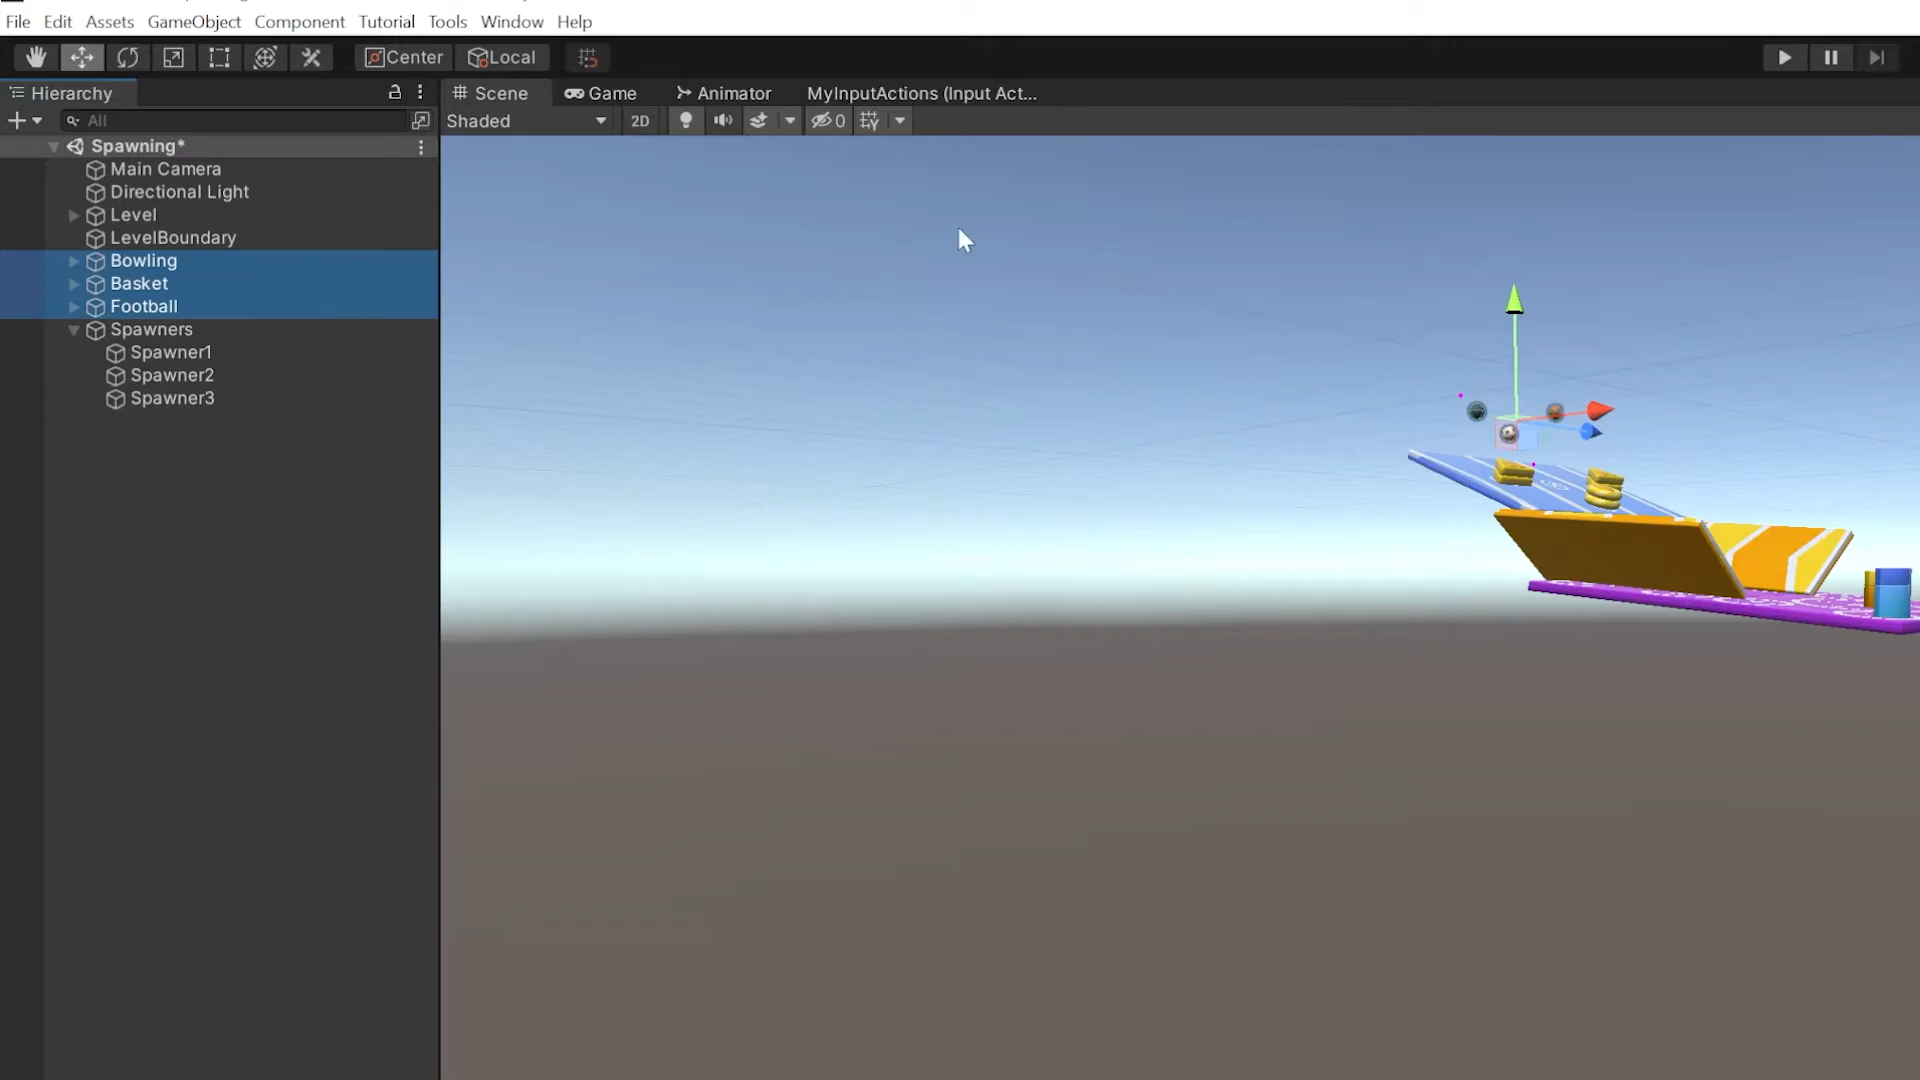 File Edit Assets GameObject Component Tutorial Tools Window Help
Center Local
Hierarchy
Scene Game Animator MyInputActions (Input Act...
All
Shaded 2D 0
Spawning*
Main Camera
Directional Light
Level
LevelBoundary
Bowling
Basket
Football
Spawners
Spawner1
Spawner2
Spawner3